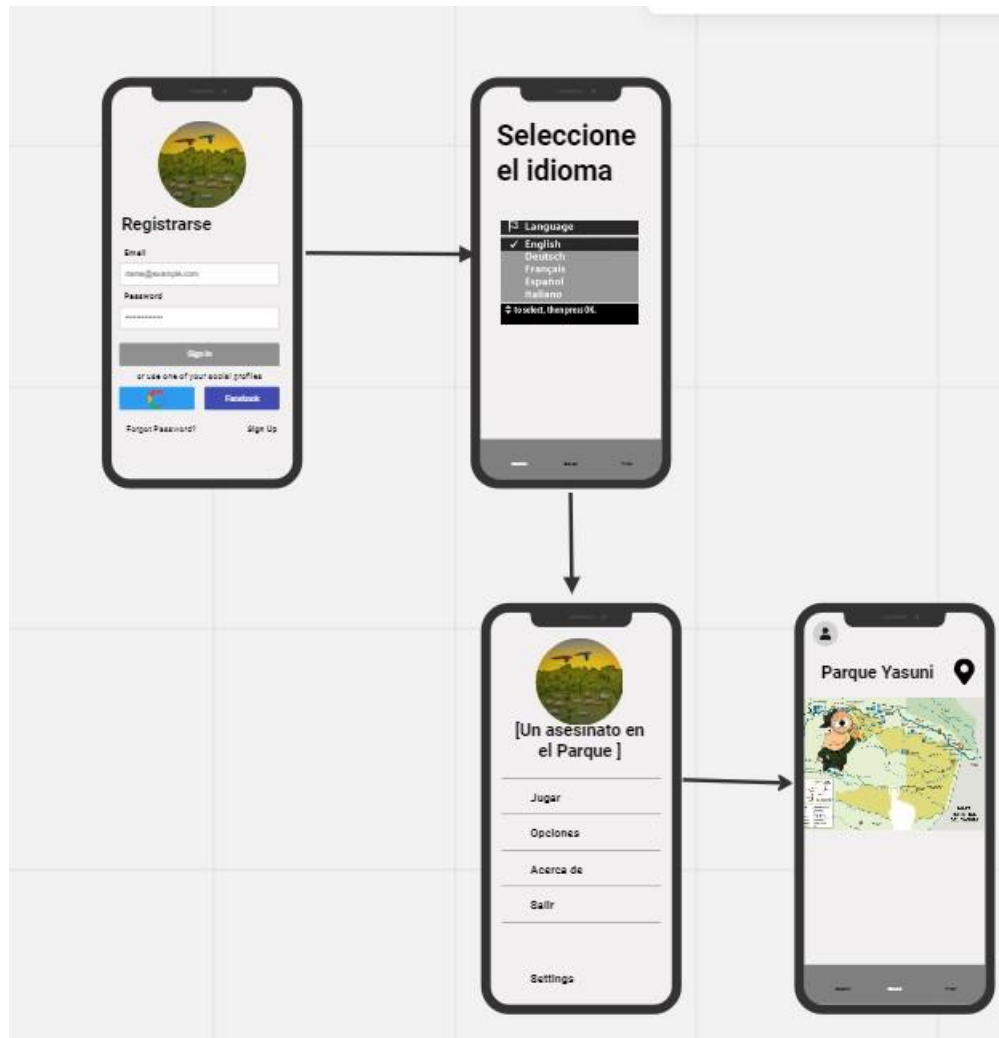 Registrarse
Email
name@example.com
Password
Sign in
or use one of your social profiles
Facebook
Forgot Password?
Sign Up
Seleccione
el idioma
Language
✓ English
Deutsch
Français
Español
Italiano
to select, then press OK.
[Un asesinato en
el Parque ]
Jugar
Opciones
Acerca de
Salir
Settings
Parque Yasuni